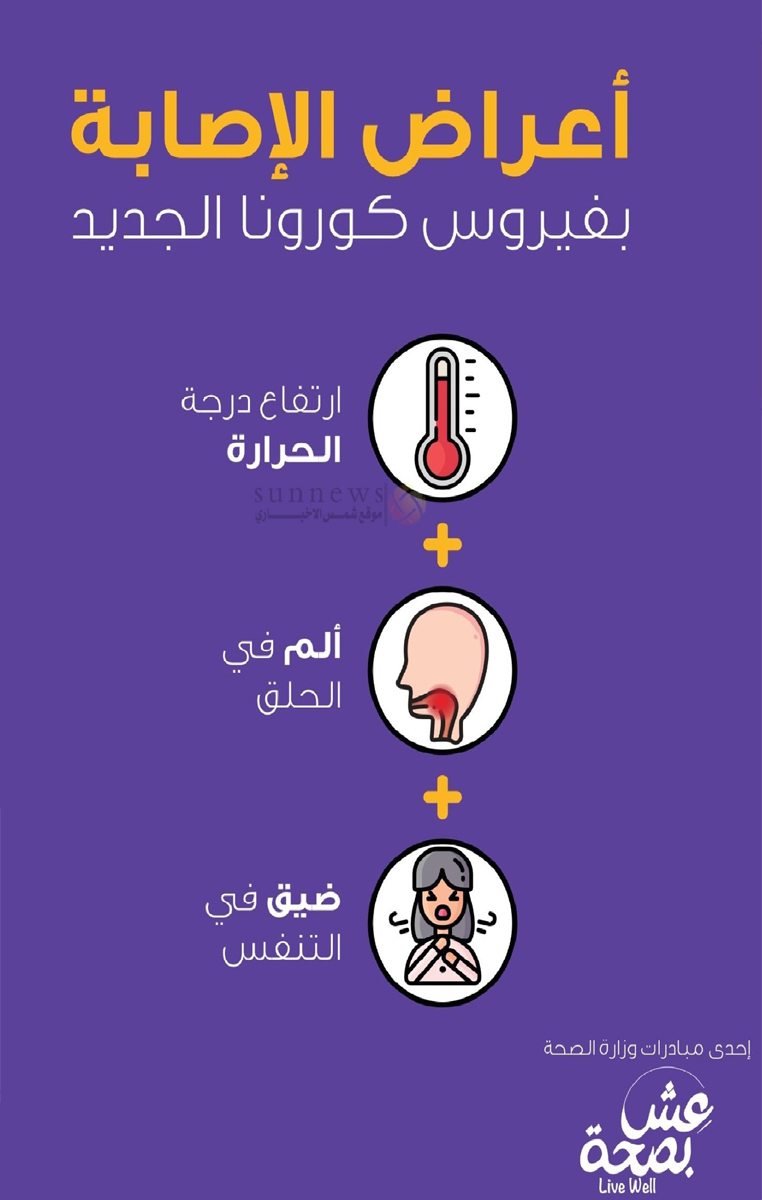 أعراض الإصابة
بفيروس كورونا الجديد
ارتفاع درجة
الحرارة
sunnews
موقع شمس الاخباري
ألم في
الحلق
ضيق في
التنفس
إحدى مبادرات وزارة الصحة
عش
بصحة
Live Well